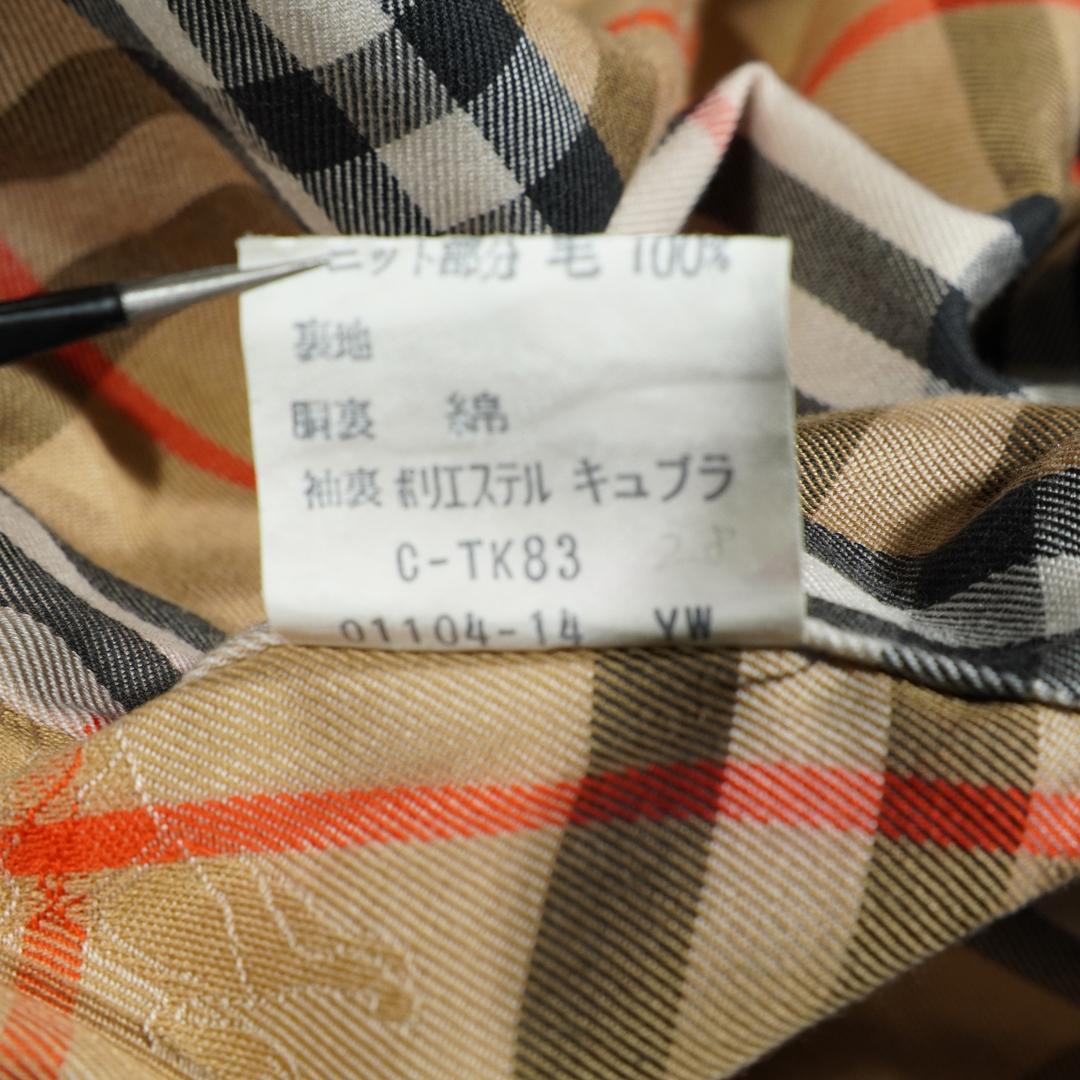 ニット部分 毛 100%
裏地
胴裏 綿
袖裏 ポリエステル キュプラ
C-TK83
01104-14 YW